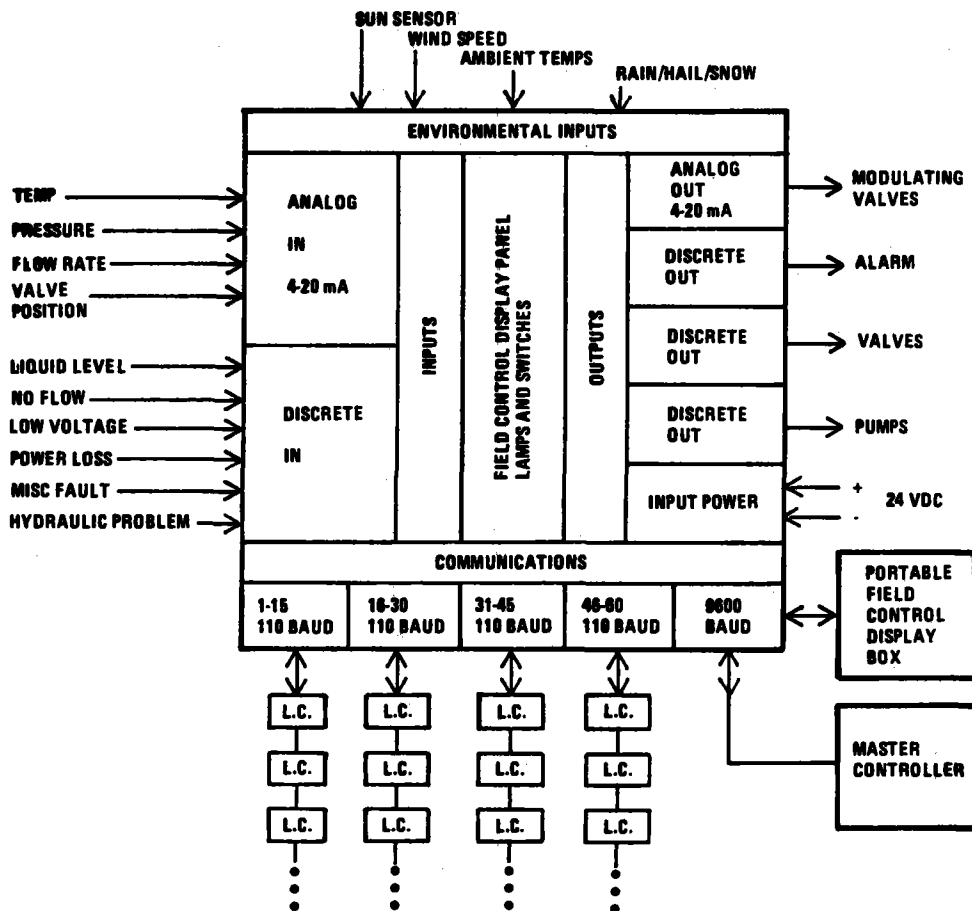 SUN SENSOR
WIND SPEED
AMBIENT TEMPS
RAIN/HAIL/SNOW
ENVIRONMENTAL INPUTS
TEMP
PRESSURE
FLOW RATE
VALVE
POSITION
LIQUID LEVEL
NO FLOW
LOW VOLTAGE
POWER LOSS
MISC FAULT
HYDRAULIC PROBLEM
ANALOG
IN
4-20 mA
DISCRETE
IN
INPUTS
FIELD CONTROL DISPLAY PANEL
LAMPS AND SWITCHES
OUTPUTS
ANALOG
OUT
4-20 mA
DISCRETE
OUT
DISCRETE
OUT
DISCRETE
OUT
INPUT POWER
MODULATING
VALVES
ALARM
VALVES
PUMPS
+
24 VDC
-
COMMUNICATIONS
1-15
110 BAUD
16-30
110 BAUD
31-45
110 BAUD
46-60
110 BAUD
9600
BAUD
PORTABLE
FIELD
CONTROL
DISPLAY
BOX
MASTER
CONTROLLER
L.C.
L.C.
L.C.
L.C.
L.C.
L.C.
L.C.
L.C.
L.C.
L.C.
L.C.
L.C.